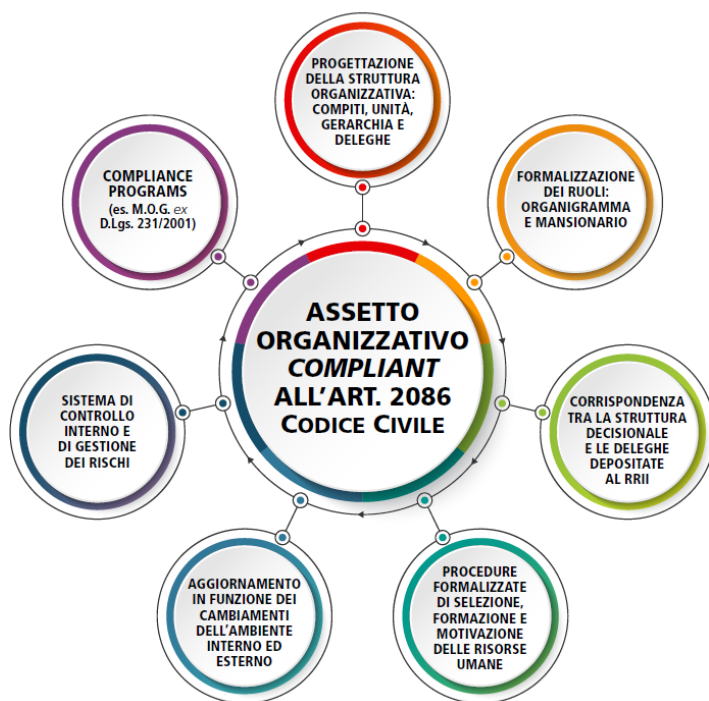 PROGETTAZIONE
DELLA STRUTTURA
ORGANIZZATIVA:
COMPITI, UNITÀ,
GERARCHIA E
DELEGHE
FORMALIZZAZIONE
DEI RUOLI:
ORGANIGRAMMA
E MANSIONARIO
CORRISPONDENZA
TRA LA STRUTTURA
DECISIONALE
E LE DELEGHE
DEPOSITATE
AL RRII
PROCEDURE
FORMALIZZATE
DI SELEZIONE,
FORMAZIONE E
MOTIVAZIONE
DELLE RISORSE
UMANE
AGGIORNAMENTO
IN FUNZIONE DEI
CAMBIAMENTI
DELL'AMBIENTE
INTERNO ED
ESTERNO
SISTEMA DI
CONTROLLO
INTERNO E
DI GESTIONE
DEI RISCHI
COMPLIANCE
PROGRAMS
(es. M.O.G. ex
D.Lgs. 231/2001)
ASSETTO
ORGANIZZATIVO
COMPLIANT
ALL'ART. 2086
CODICE CIVILE